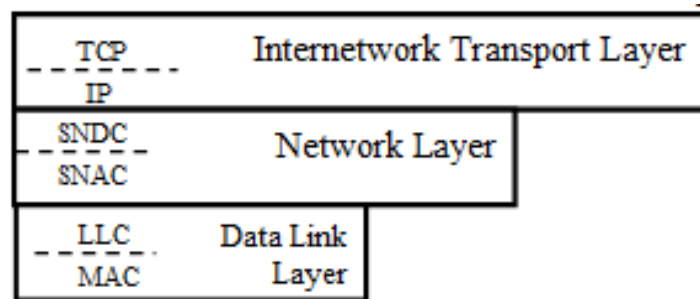 TCP Internetwork Transport Layer
IP
SNDC
Network Layer
SNAC
LLC Data Link
MAC Layer